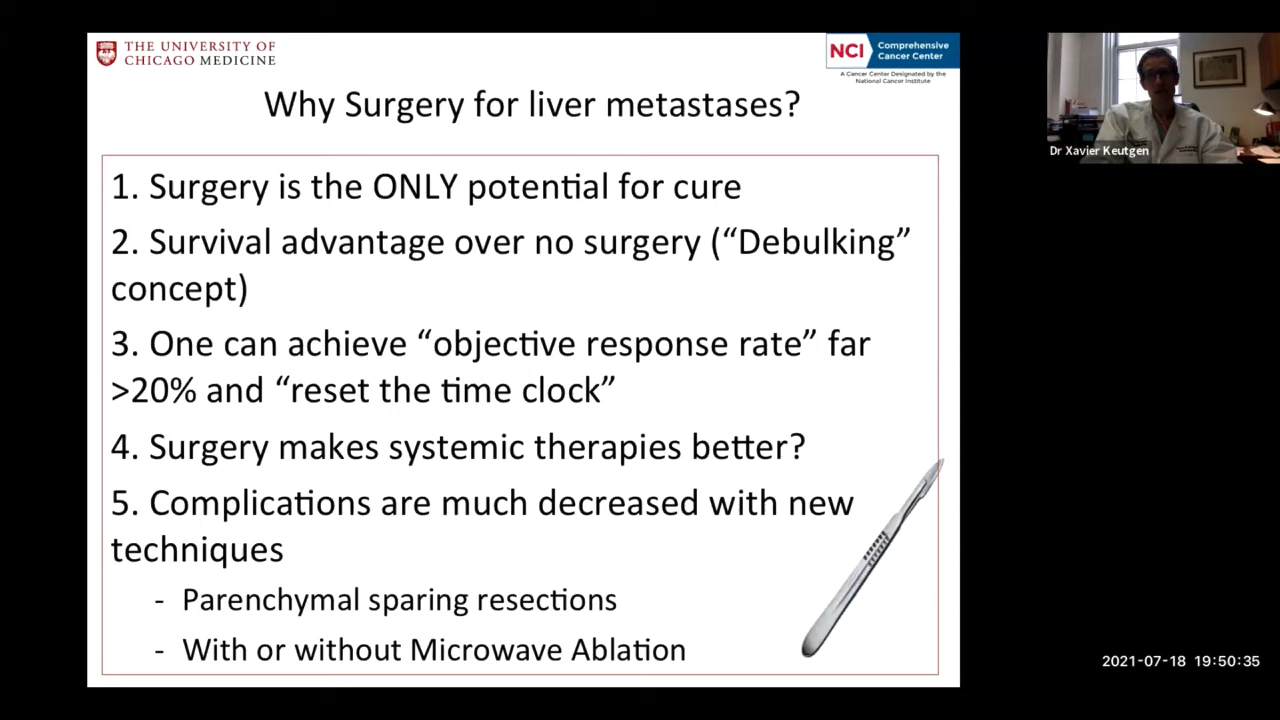 THE UNIVERSITY OF
CHICAGO MEDICINE
NCI
Comprehensive
Cancer Center
A Cancer Center Designated by the
National Cancer Institute
Why Surgery for liver metastases?
1. Surgery is the ONLY potential for cure
2. Survival advantage over no surgery (“Debulking”
concept)
3. One can achieve “objective response rate” far
>20% and “reset the time clock”
4. Surgery makes systemic therapies better?
5. Complications are much decreased with new
techniques
- Parenchymal sparing resections
- With or without Microwave Ablation
Dr Xavier Keutgen
2021-07-18 19:50:35